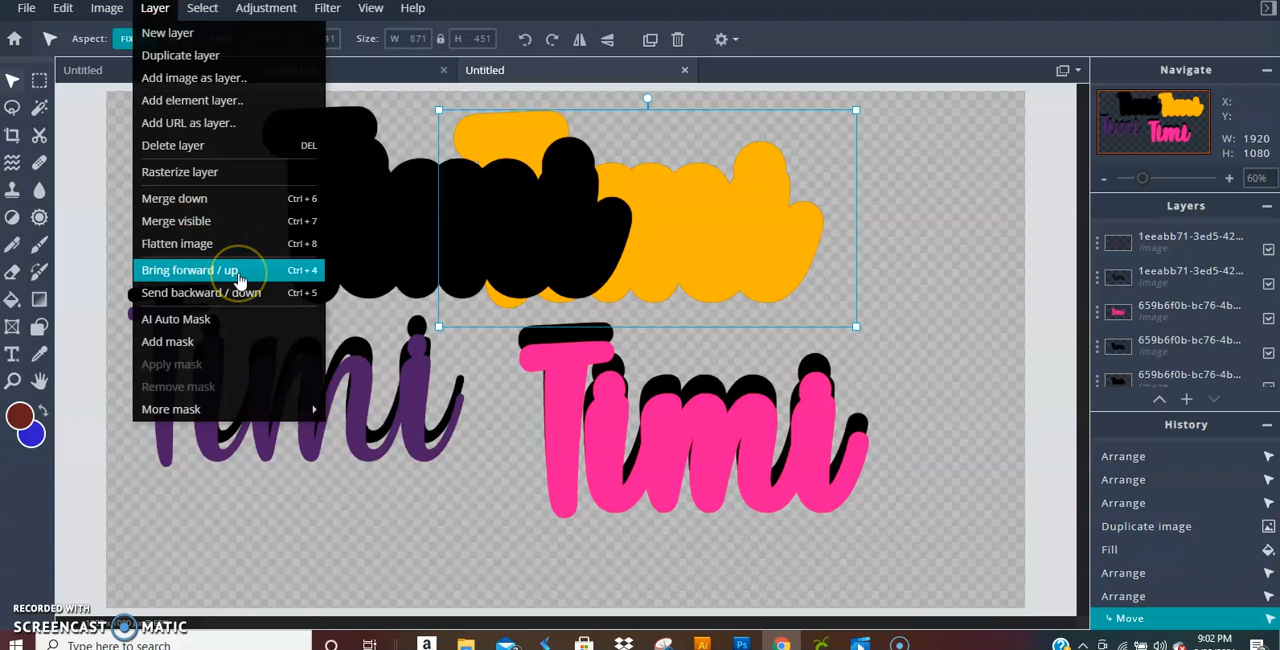 File Edit Image Layer Select Adjustment Filter View Help
Aspect: FIX 41 Size: W 871 H 451
Untitled Untitled
New layer
Duplicate layer
Add image as layer..
Add element layer..
Add URL as layer..
Delete layer DEL
Rasterize layer
Merge down Ctrl + 6
Merge visible Ctrl + 7
Flatten image Ctrl + 8
Bring forward / up Ctrl + 4
Send backward / down Ctrl + 5
AI Auto Mask
Add mask
Apply mask
Remove mask
More mask
Timi
Timi
Navigate
X:
Y:
W: 1920
H: 1080
- + 60%
Layers
1eeabb71-3ed5-42...
Image
1eeabb71-3ed5-42...
Image
659b6f0b-bc76-4b...
Image
659b6f0b-bc76-4b...
Image
659b6f0b-bc76-4b...
Image
History
Arrange
Arrange
Arrange
Duplicate image
Fill
Arrange
Arrange
Move
RECORDED WITH
SCREENCAST MATIC
Type here to search
9:02 PM